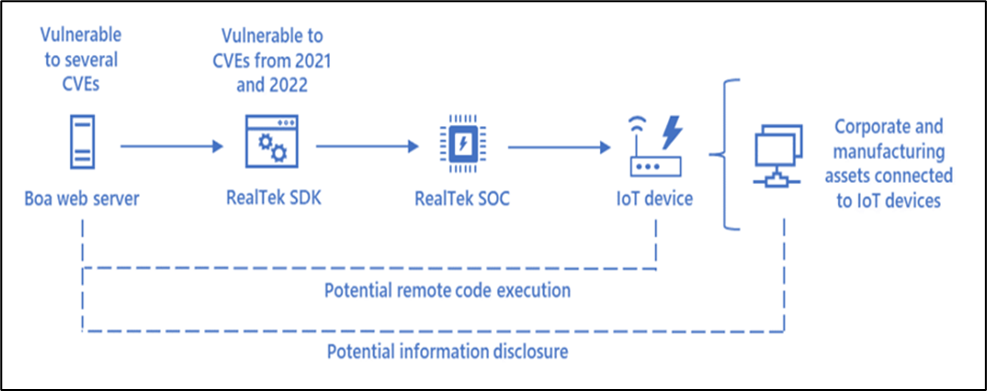 Vulnerable
to several
CVEs
Vulnerable to
CVEs from 2021
and 2022
Boa web server
RealTek SDK
RealTek SOC
IoT device
Corporate and
manufacturing
assets connected
to IoT devices
Potential remote code execution
Potential information disclosure